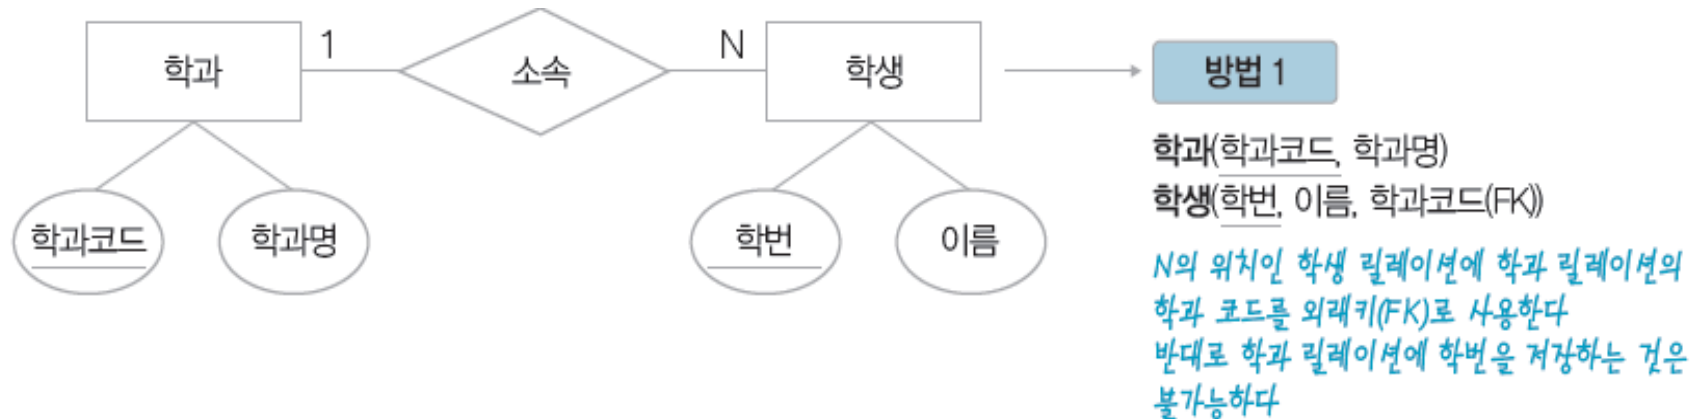 학과
1
소속
N
학생
방법 1
학과코드
학과명
학번
이름
학과(학과코드, 학과명)
학생(학번, 이름, 학과코드(FK))
N의 위치인 학생 릴레이션에 학과 릴레이션의
학과 코드를 외래키(FK)로 사용한다
반대로 학과 릴레이션에 학번을 저장하는 것은
불가능하다